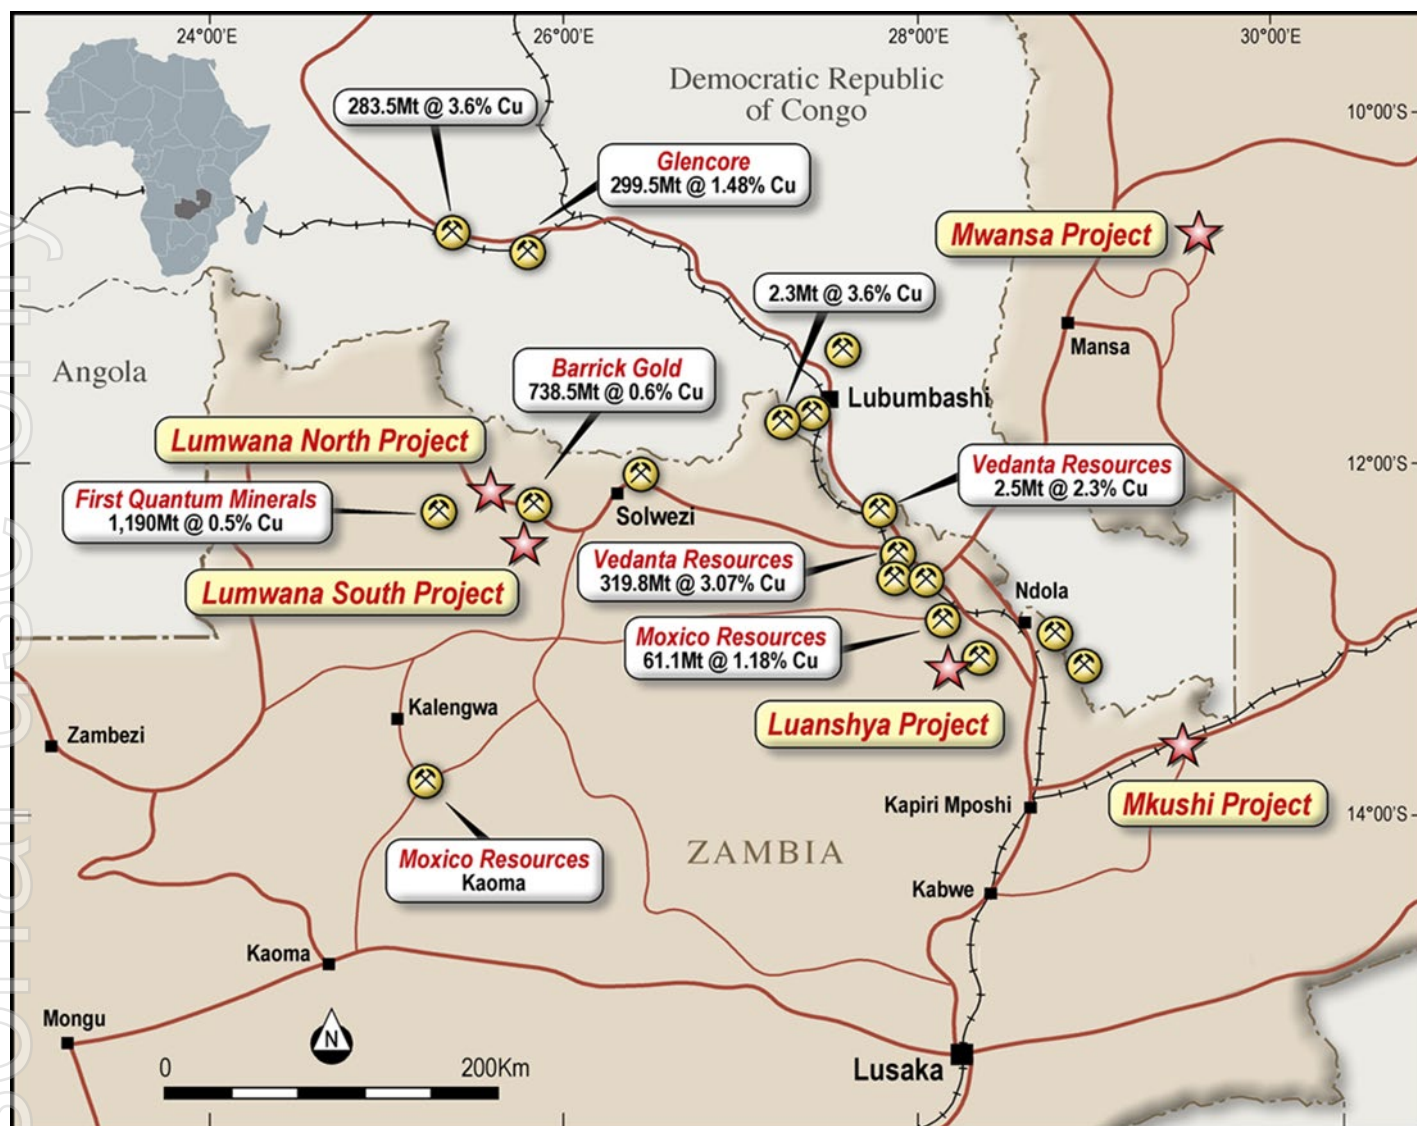 24°00'E
26°00'E
28°00'E
30°00'E
Democratic Republic
of Congo
10°00'S
283.5Mt @ 3.6% Cu
Glencore
299.5Mt @ 1.48% Cu
Mwansa Project
2.3Mt @ 3.6% Cu
Mansa
Angola
Barrick Gold
738.5Mt @ 0.6% Cu
Lubumbashi
Lumwana North Project
12°00'S
Vedanta Resources
2.5Mt @ 2.3% Cu
First Quantum Minerals
1,190Mt @ 0.5% Cu
Solwezi
Vedanta Resources
319.8Mt @ 3.07% Cu
Lumwana South Project
Ndola
Moxico Resources
61.1Mt @ 1.18% Cu
Kalengwa
Luanshya Project
Zambezi
Kapiri Mposhi
Mkushi Project
14°00'S
ZAMBIA
Moxico Resources
Kaoma
Kabwe
Kaoma
Mongu
N
0
200Km
Lusaka